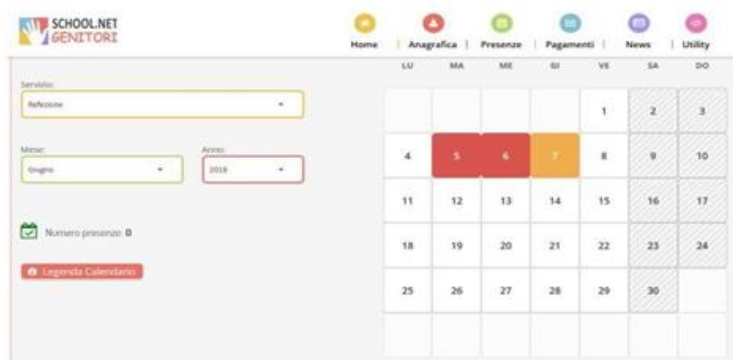 SCHOOL.NET
GENITORI
Home | Anagrafica | Presenze | Pagamenti | News | Utility
Servizio:
Refezione
Mese:
Anno:
Giugno
2018
Numero presenze: 0
Legenda Calendario
LU MA ME GI VE SA DO
1 2 3
4 5 6 7 8 9 10
11 12 13 14 15 16 17
18 19 20 21 22 23 24
25 26 27 28 29 30